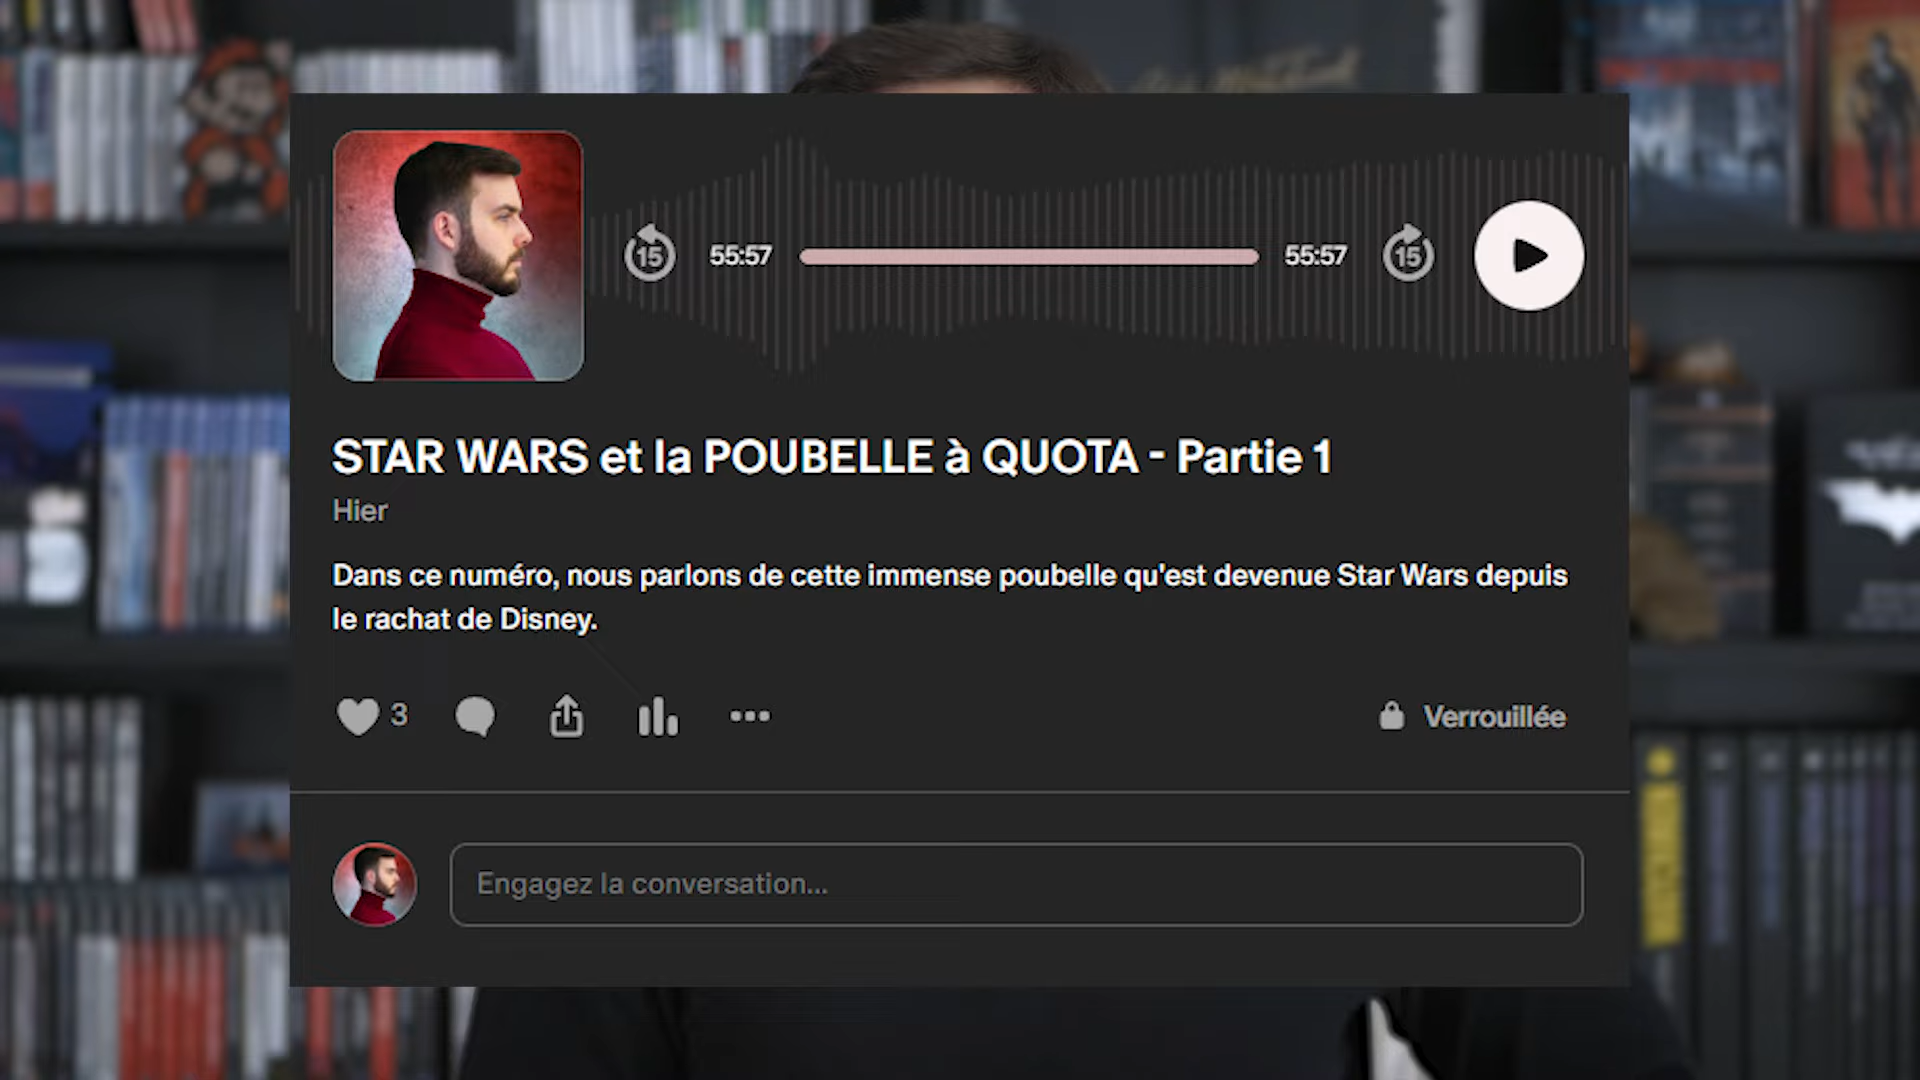 15
55:57
55:57
15
STAR WARS et la POUBELLE à QUOTA - Partie 1
Hier
Dans ce numéro, nous parlons de cette immense poubelle qu'est devenue Star Wars depuis
le rachat de Disney.
3
Verrouillée
Engagez la conversation...